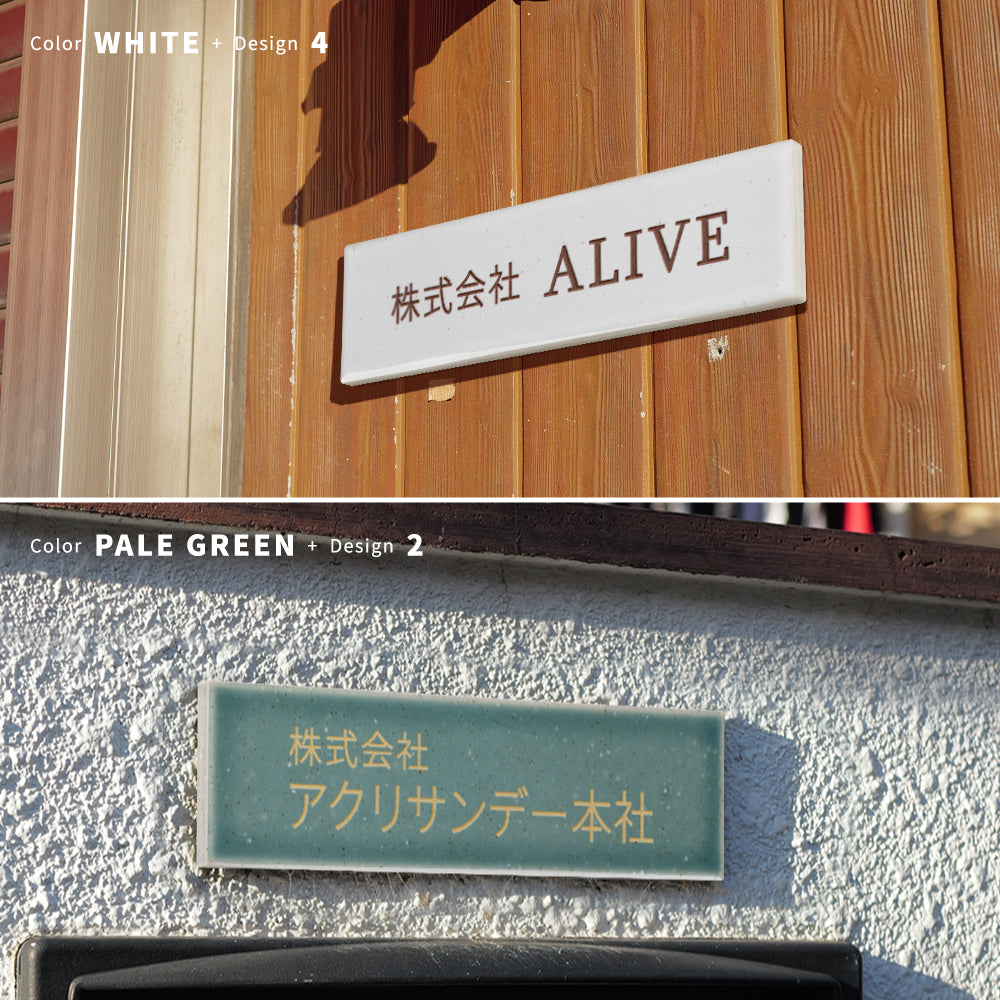 Color WHITE + Design 4
株式会社 ALIVE
Color PALE GREEN + Design 2
株式会社
アクリサンデー本社